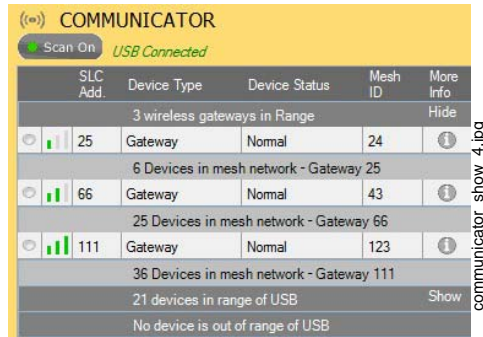 COMMUNICATOR
Scan On USB Connected
SLC Add. Device Type Device Status Mesh ID More Info
3 wireless gateways in Range Hide
25 Gateway Normal 24
6 Devices in mesh network - Gateway 25
66 Gateway Normal 43
25 Devices in mesh network - Gateway 66
111 Gateway Normal 123
36 Devices in mesh network - Gateway 111
21 devices in range of USB Show
No device is out of range of USB
communicator_show_4.jpg